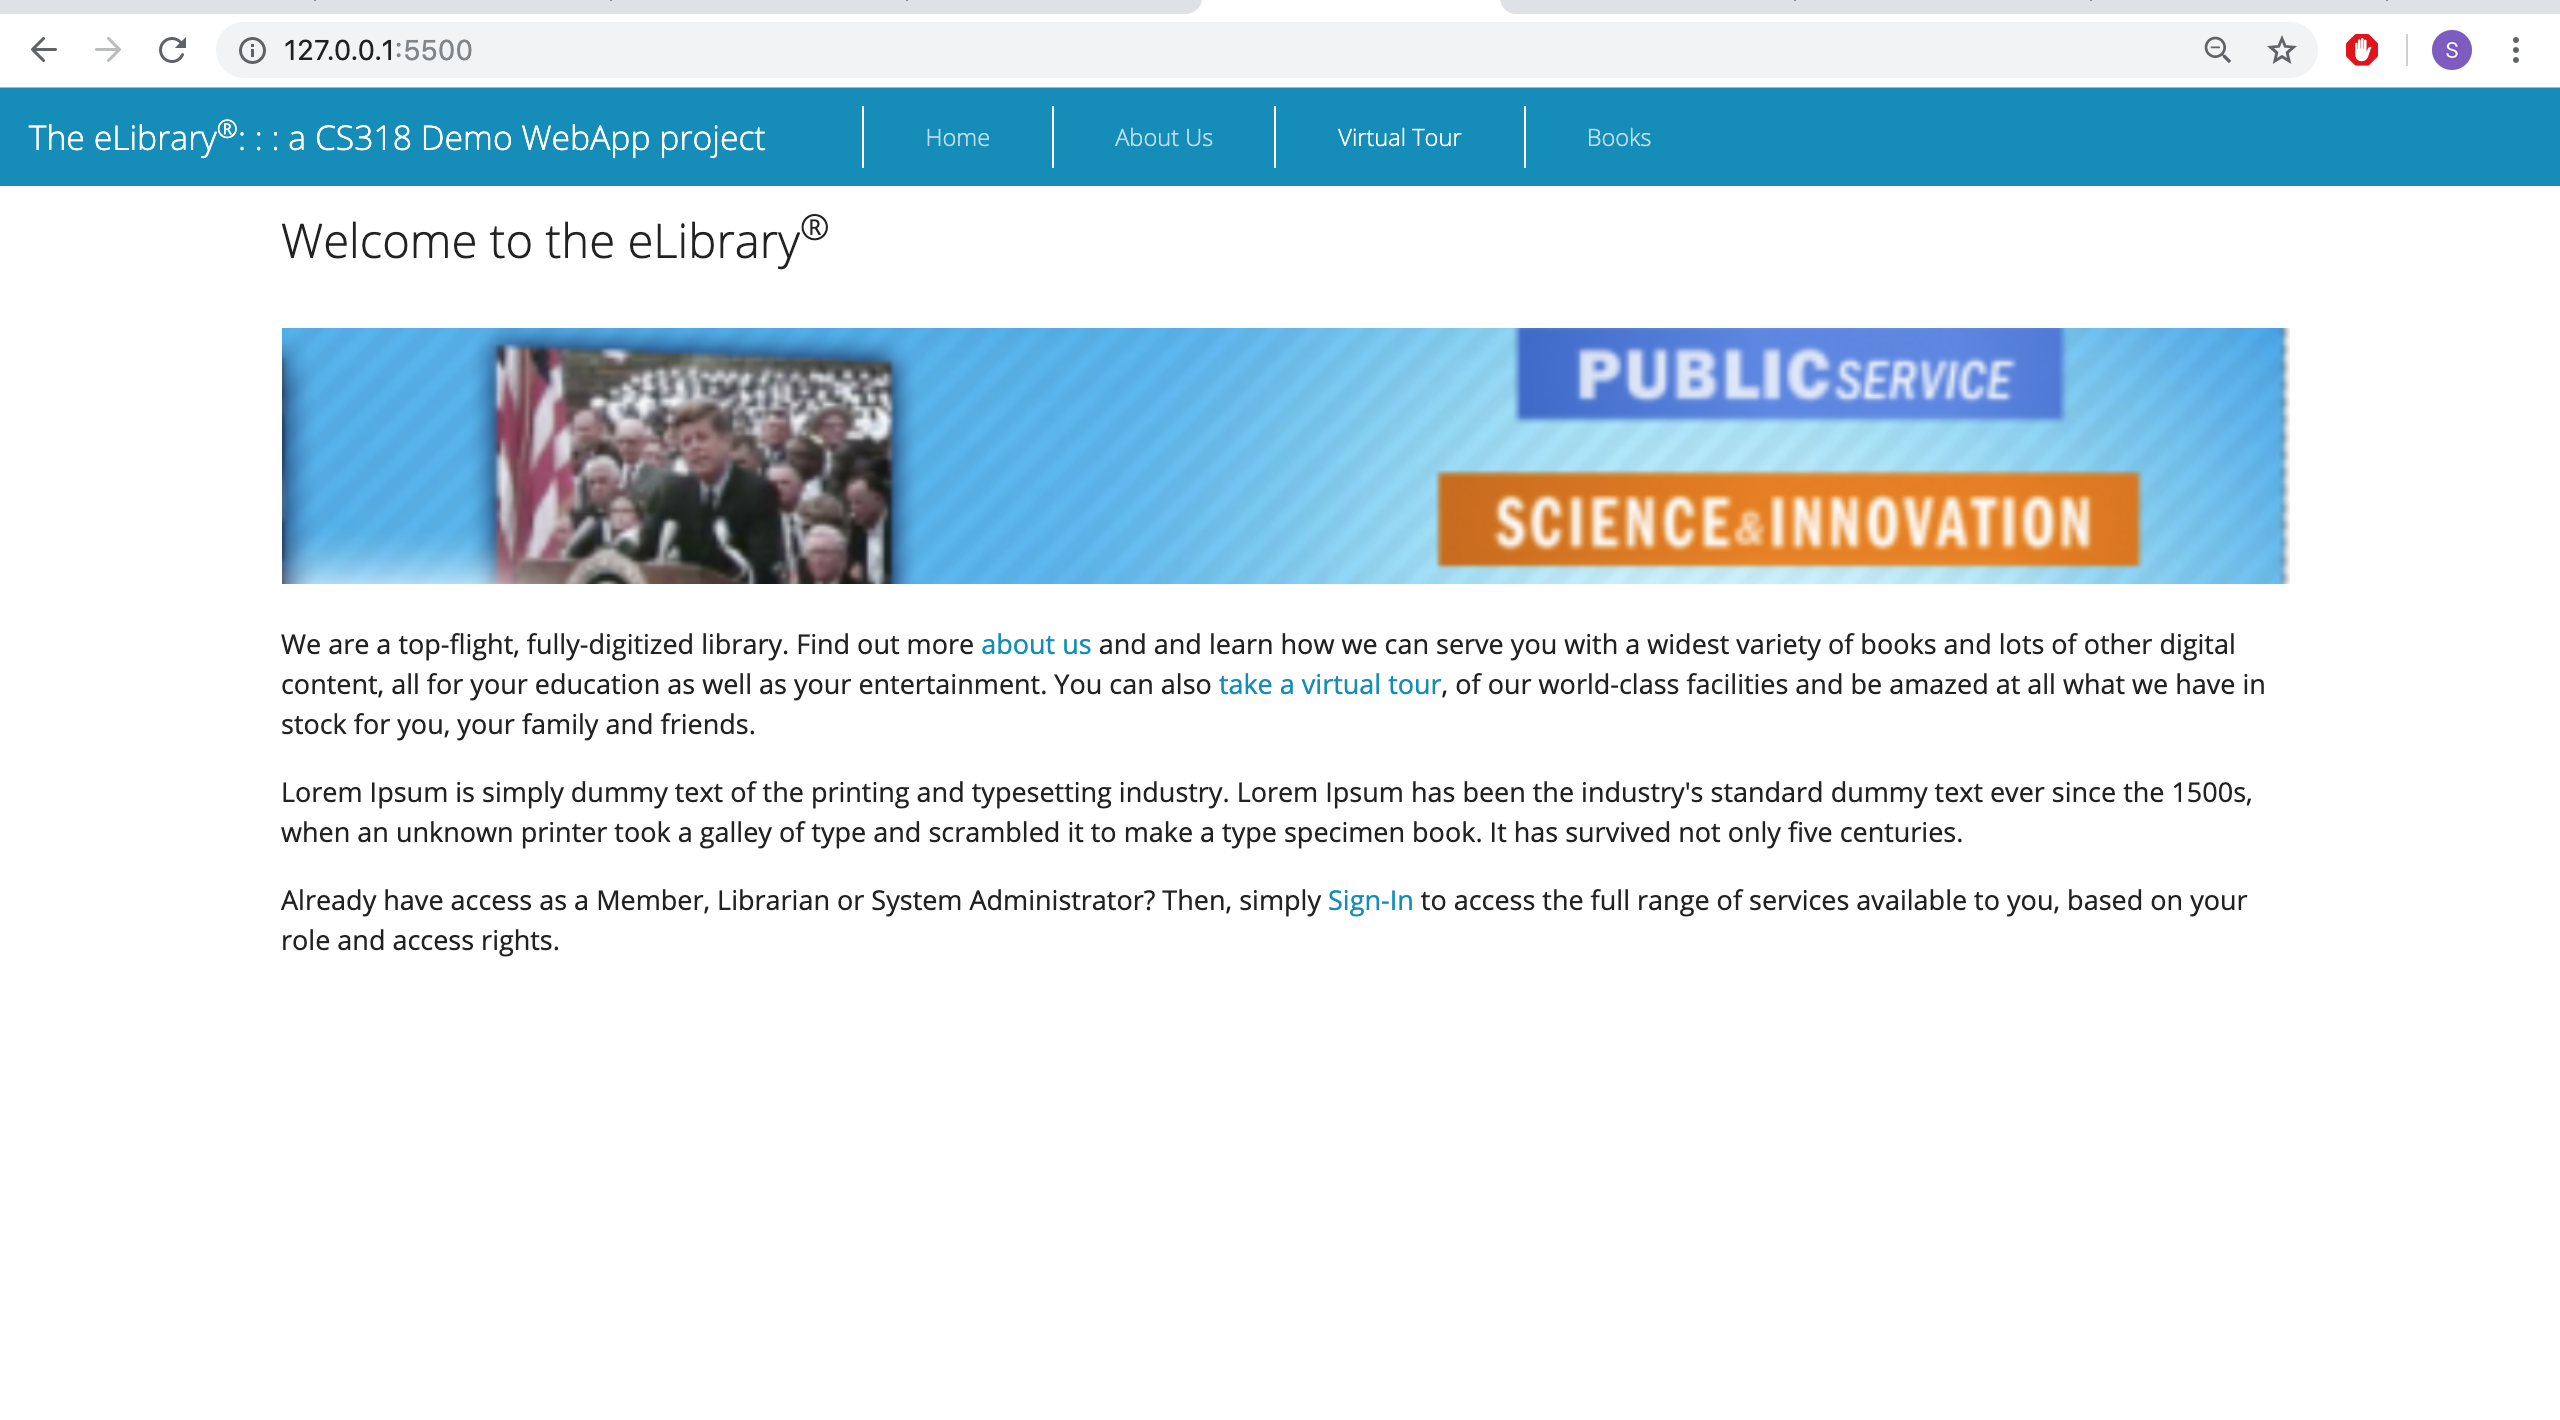 127.0.0.1:5500
S
The eLibrary®: : : a CS318 Demo WebApp project
Home
About Us
Virtual Tour
Books
Welcome to the eLibrary®
PUBLIC SERVICE
SCIENCE & INNOVATION
We are a top-flight, fully-digitized library. Find out more about us and and learn how we can serve you with a widest variety of books and lots of other digital
content, all for your education as well as your entertainment. You can also take a virtual tour, of our world-class facilities and be amazed at all what we have in
stock for you, your family and friends.
Lorem Ipsum is simply dummy text of the printing and typesetting industry. Lorem Ipsum has been the industry's standard dummy text ever since the 1500s,
when an unknown printer took a galley of type and scrambled it to make a type specimen book. It has survived not only five centuries.
Already have access as a Member, Librarian or System Administrator? Then, simply Sign-In to access the full range of services available to you, based on your
role and access rights.